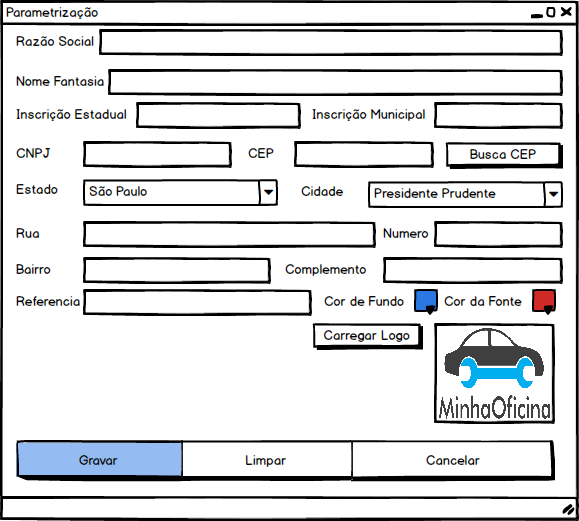 Parametrização
Razão Social
Nome Fantasia
Inscrição Estadual Inscrição Municipal
CNPJ CEP Busca CEP
Estado São Paulo Cidade Presidente Prudente
Rua Numero
Bairro Complemento
Referencia Cor de Fundo Cor da Fonte
Carregar Logo
MinhaOficina
Gravar Limpar Cancelar